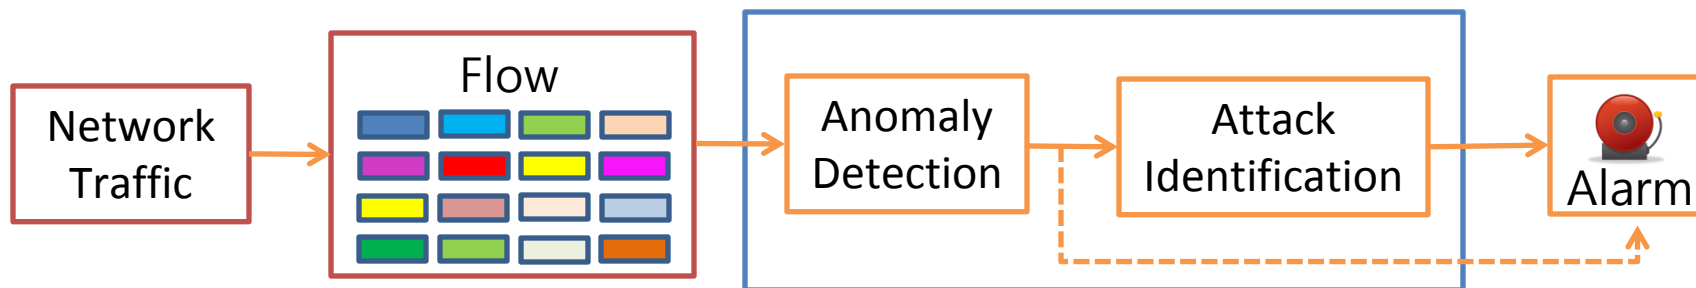 Network
Traffic
Flow
Anomaly
Detection
Attack
Identification
Alarm